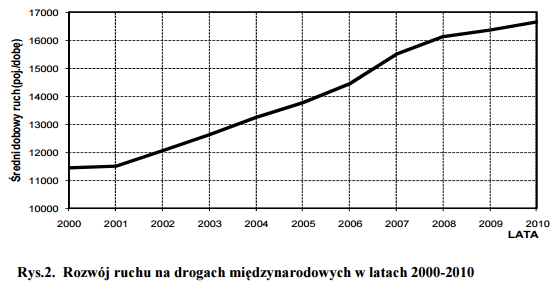 17000
16000
15000
14000
13000
12000
11000
10000
Średni dobowy ruch(poj./dobę)
2000 2001 2002 2003 2004 2005 2006 2007 2008 2009 2010
LATA
Rys.2. Rozwój ruchu na drogach międzynarodowych w latach 2000-2010